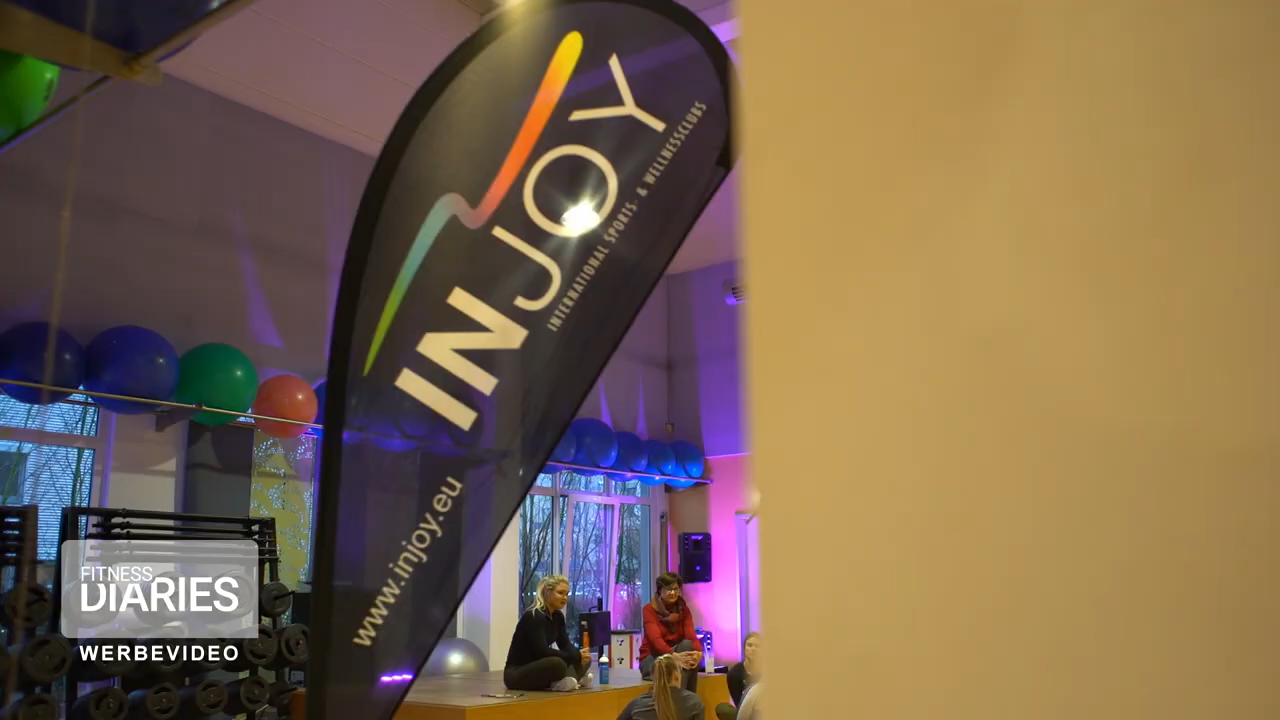 INJOY
INTERNATIONAL SPORTS- & WELLNESSCLUBS
www.injoy.eu
FITNESS
DIARIES
WERBEVIDEO